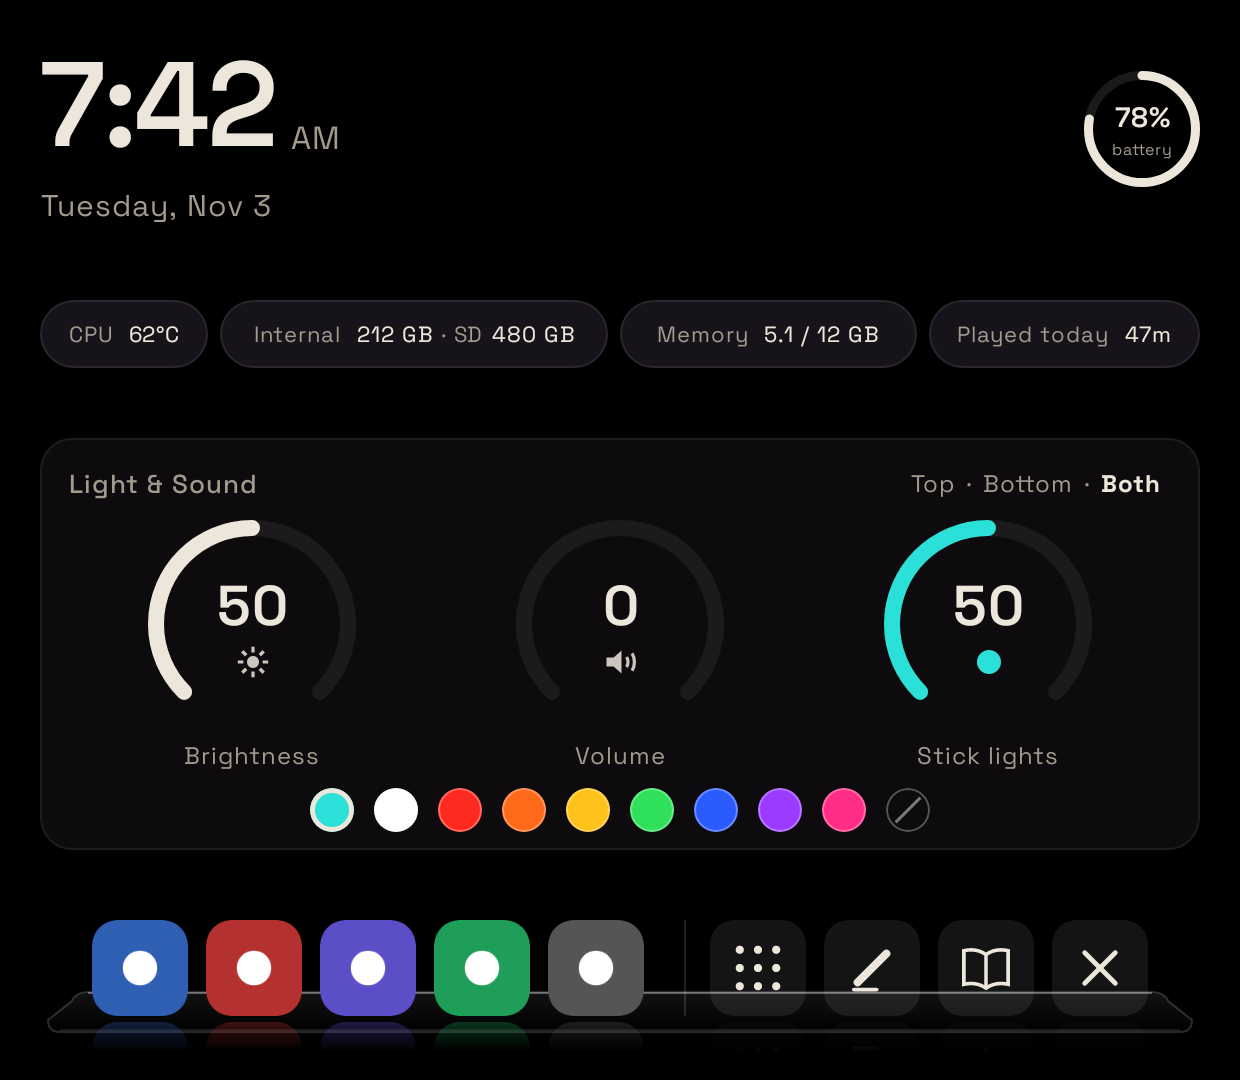 7:42 AM
78%
battery
Tuesday, Nov 3
CPU 62°C
Internal 212 GB · SD 480 GB
Memory 5.1 / 12 GB
Played today 47m
Light & Sound
Top · Bottom · Both
50
0
50
Brightness
Volume
Stick lights